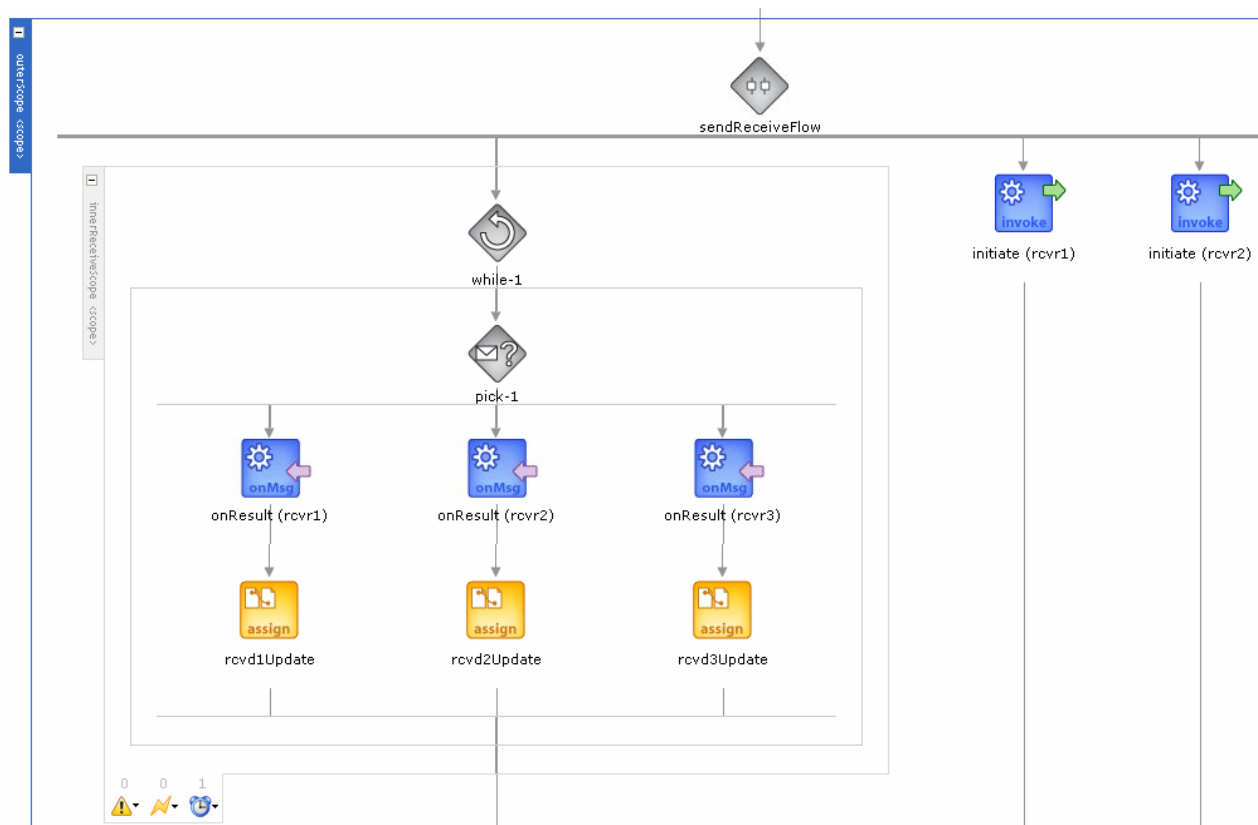 outerScope <scope>
sendReceiveFlow
innerReceiveScope <scope>
while-1
invoke
invoke
initiate (rcvr1)
initiate (rcvr2)
pick-1
onMsg
onMsg
onMsg
onResult (rcvr1)
onResult (rcvr2)
onResult (rcvr3)
assign
assign
assign
rcvd1Update
rcvd2Update
rcvd3Update
0 0 1